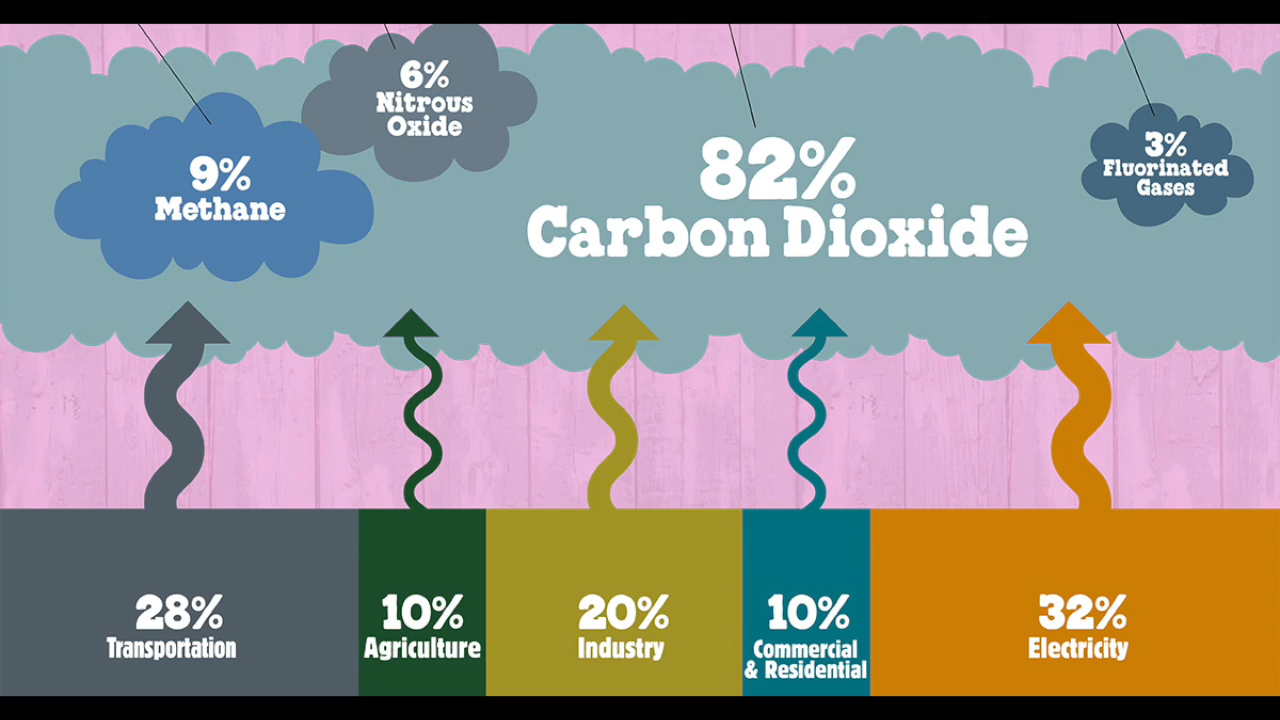 6%
Nitrous
Oxide
9%
Methane
82%
Carbon Dioxide
3%
Fluorinated
Gases
28%
Transportation
10%
Agriculture
20%
Industry
10%
Commercial
& Residential
32%
Electricity